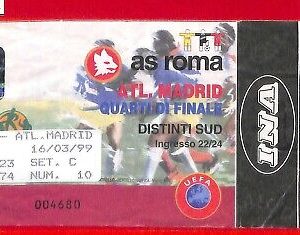 as roma
ATL. MADRID
QUARTI DI FINALE
DISTINTI SUD
Ingresso 22/24
ATL.MADRID
16/03/99
23 SET. C
74 NUM. 10
004680
UEFA
INA